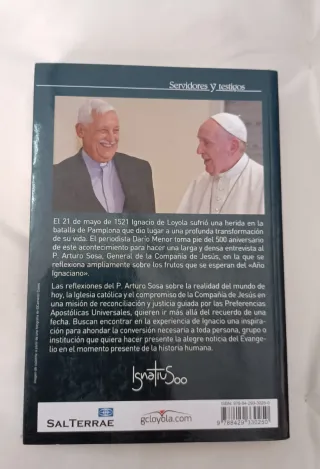 Servidores y testigos
El 21 de mayo de 1521 Ignacio de Loyola sufrió una herida en la
batalla de Pamplona que dio lugar a una profunda transformación
de su vida. El periodista Darío Menor toma pie del 500 aniversario
de este acontecimiento para hacer una larga y densa entrevista al
P. Arturo Sosa, General de la Compañía de Jesús, en la que se
reflexiona ampliamente sobre los frutos que se esperan del «Año
Ignaciano».
Las reflexiones del P. Arturo Sosa sobre la realidad del mundo de
hoy, la Iglesia católica y el compromiso de la Compañía de Jesús en
una misión de reconciliación y justicia guiada por las Preferencias
Apostólicas Universales, quieren ir más allá del recuerdo de una
fecha. Buscan encontrar en la experiencia de Ignacio una inspira-
ción para ahondar la conversión necesaria a toda persona, grupo o
institución que quiera hacer presente la alegre noticia del Evange-
lio en el momento presente de la historia humana.
Ignatius500
SALTERRAE
gcloyola.com